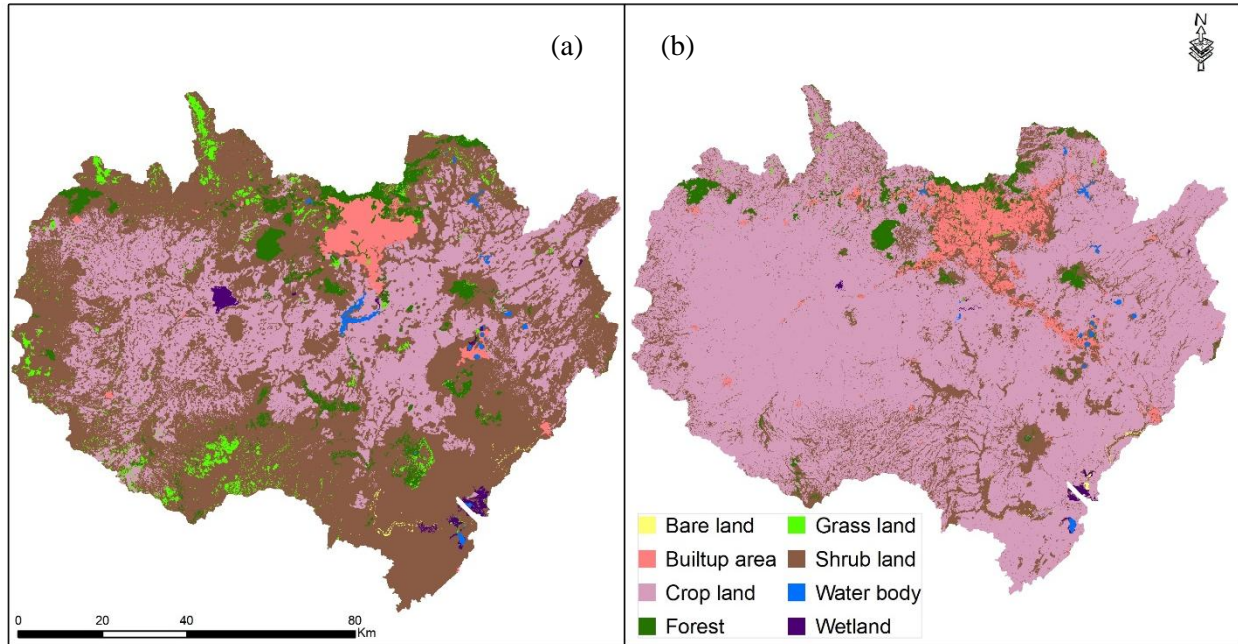 (a)
(b)
N
Bare land
Grass land
Builtup area
Shrub land
Crop land
Water body
Forest
Wetland
0 20 40 80
Km